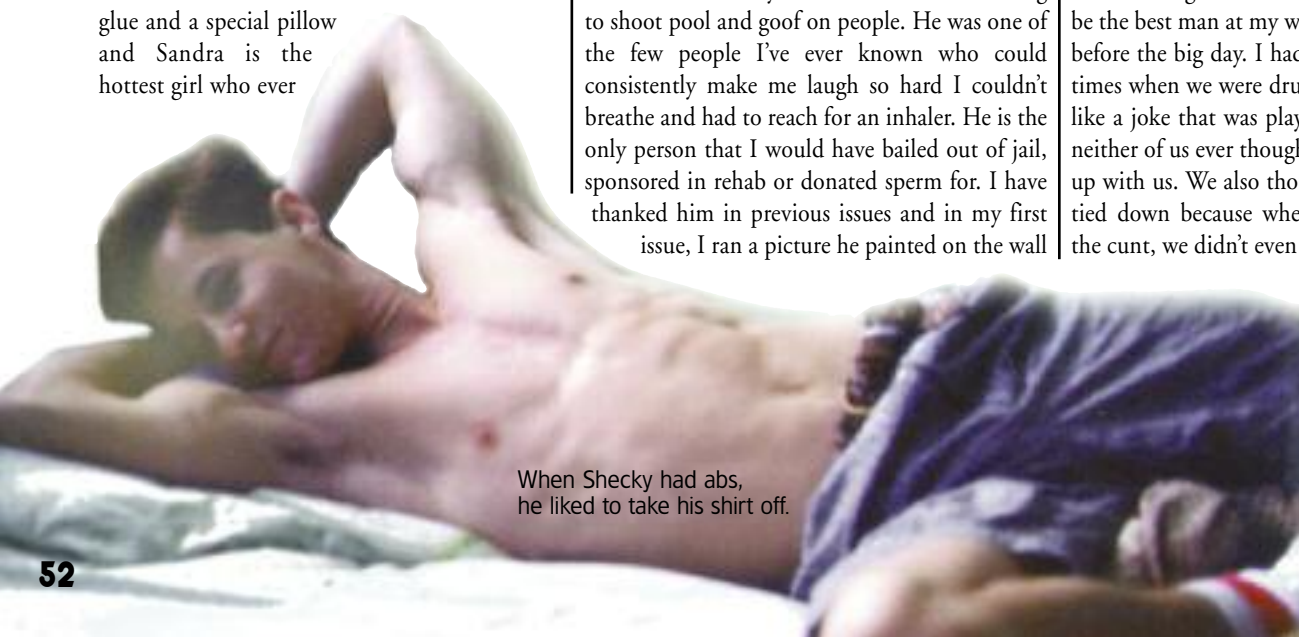 glue and a special pillow
and Sandra is the
hottest girl who ever
to shoot pool and goof on people. He was one of
the few people I've ever known who could
consistently make me laugh so hard I couldn't
breathe and had to reach for an inhaler. He is the
only person that I would have bailed out of jail,
sponsored in rehab or donated sperm for. I have
thanked him in previous issues and in my first
issue, I ran a picture he painted on the wall
be the best man at my
before the big day. I had
times when we were
like a joke that was
neither of us ever
up with us. We also
tied down because
the cunt, we didn't even
When Shecky had abs,
he liked to take his shirt off.
52